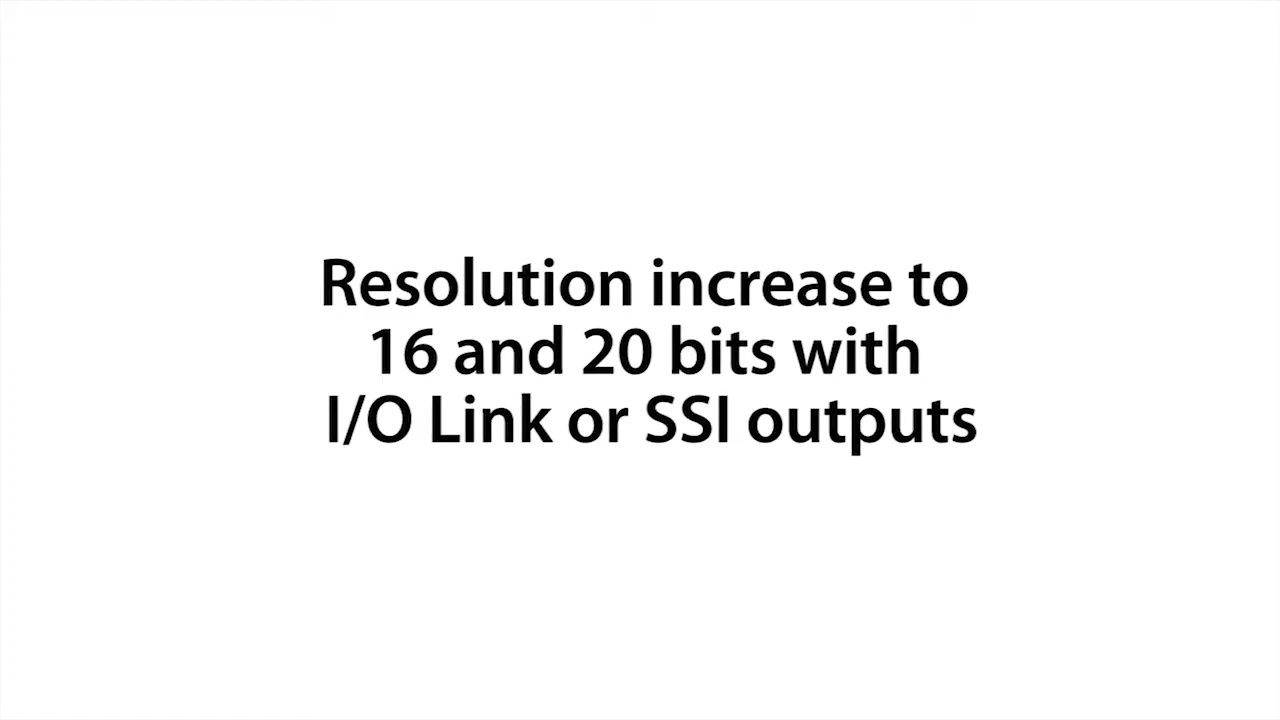 Resolution increase to
16 and 20 bits with
I/O Link or SSI outputs